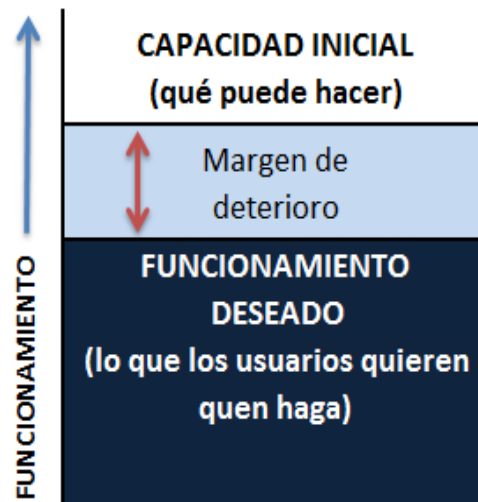 CAPACIDAD INICIAL
(qué puede hacer)
Margen de
deterioro
FUNCIONAMIENTO
DESEADO
(lo que los usuarios quieren
quen haga)
FUNCIONAMIENTO